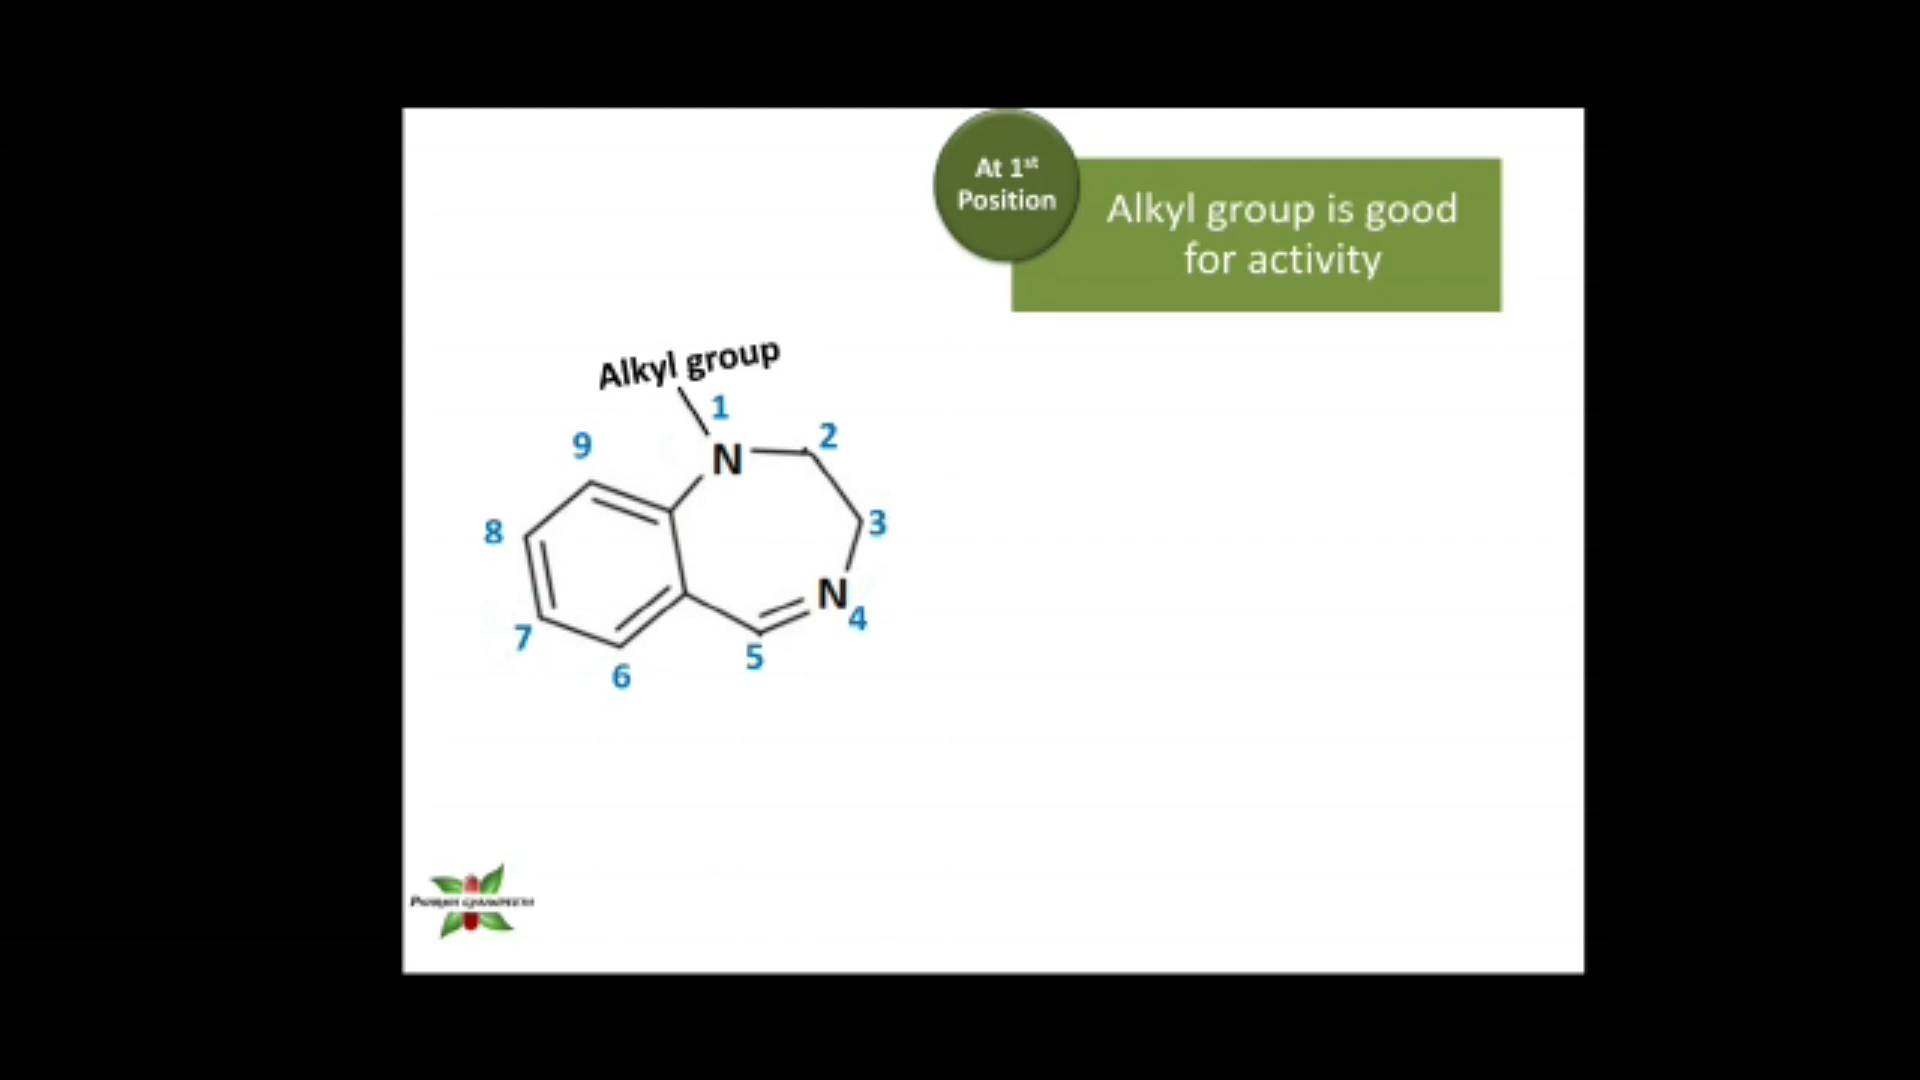 At 1st
Position
Alkyl group is good
for activity
Alkyl group
1
2
9
N
8
3
N
4
7
5
6